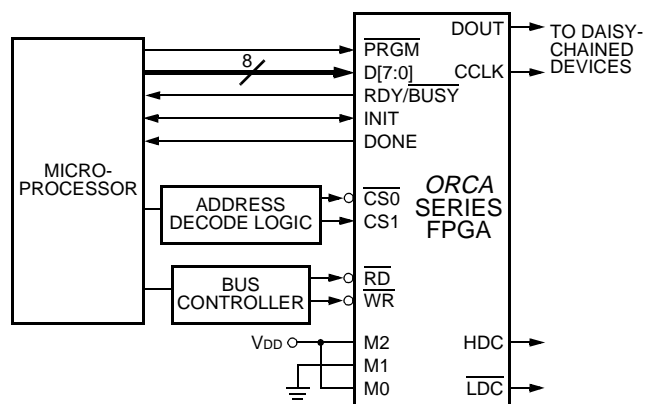 DOUT
TO DAISY-
CHAINED
DEVICES
PRGM
8
D[7:0]
CCLK
RDY/BUSY
INIT
DONE
MICRO-
PROCESSOR
ADDRESS
DECODE LOGIC
CS0
CS1
ORCA
SERIES
FPGA
BUS
CONTROLLER
RD
WR
VDD
M2
HDC
M1
M0
LDC